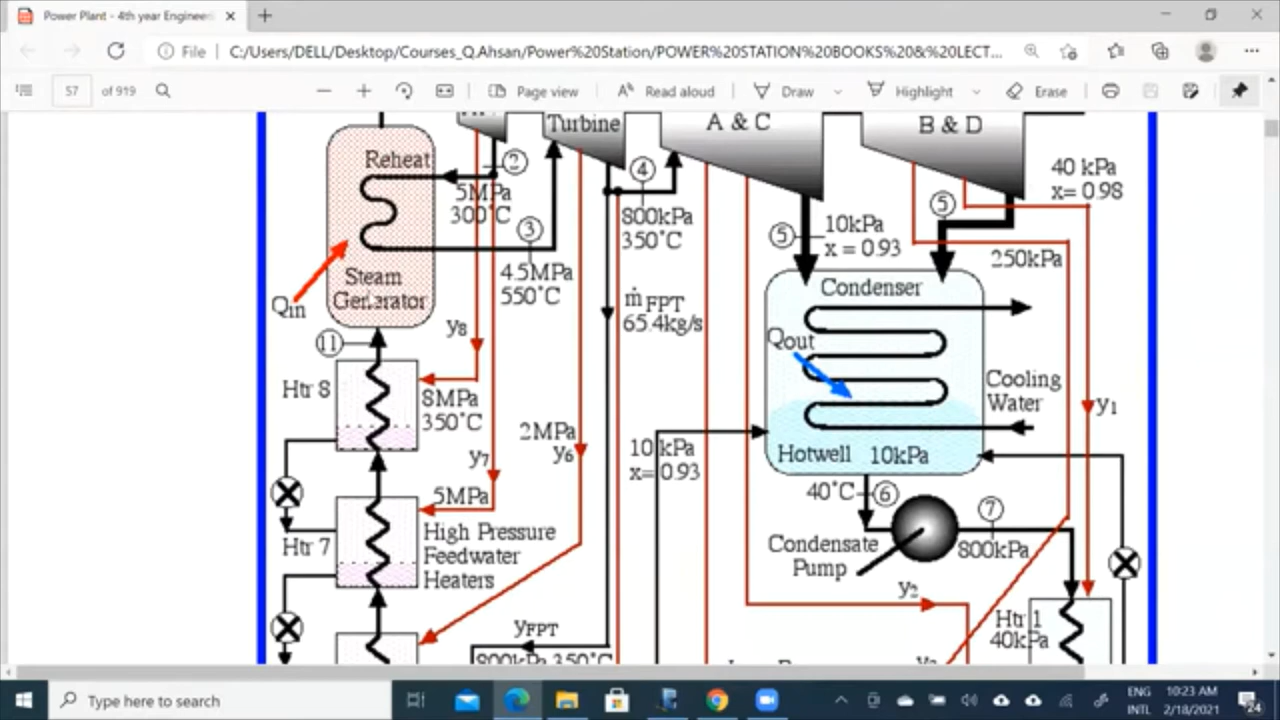 Power Plant - 4th year Engineeri
File
C:/Users/DELL/Desktop/Courses_Q.Ahsan/Power%20Station/POWER%20STATION%20BOOKS%20&%20LECT...
57 of 919
Page view
Read aloud
Draw
Highlight
Erase
Turbine
A & C
B & D
Reheat
2
5MPa
300°C
3
4.5MPa
550°C
Steam
Generator
Qin
4
800kPa
350°C
ṁFPT
65.4kg/s
5
10kPa
x = 0.93
5
40 kPa
x= 0.98
250kPa
Condenser
Qout
Cooling
Water
Hotwell 10kPa
y1
11
y8
Htr 8
8MPa
350°C
2MPa
y6
10 kPa
x= 0.93
y7
5MPa
Htr 7
High Pressure
Feedwater
Heaters
40°C
6
7
Condensate
Pump
800kPa
y2
Htr 1
40kPa
yFPT
800kPa 350°C
Type here to search
ENG
INTL
10:23 AM
2/18/2021
24